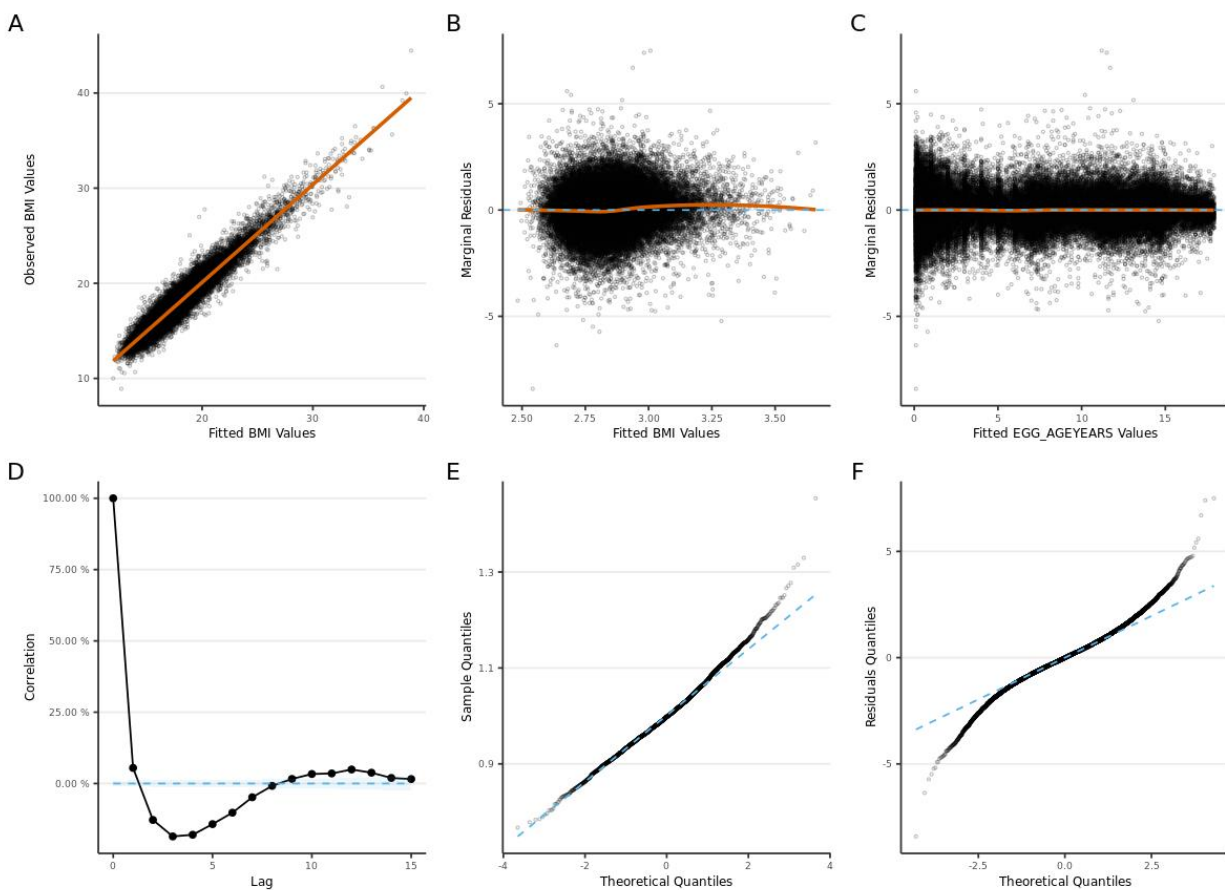 A
Observed BMI Values
40
30
20
10
20
30
40
Fitted BMI Values
B
Marginal Residuals
5
0
-5
2.50
2.75
3.00
3.25
3.50
Fitted BMI Values
C
Marginal Residuals
5
0
-5
0
5
10
15
Fitted EGG_AGEYEARS Values
D
Correlation
100.00 %
75.00 %
50.00 %
25.00 %
0.00 %
0
5
10
15
Lag
E
Sample Quantiles
1.3
1.1
0.9
-4
-2
0
2
4
Theoretical Quantiles
F
Residuals Quantiles
5
0
-5
-2.5
0.0
2.5
Theoretical Quantiles